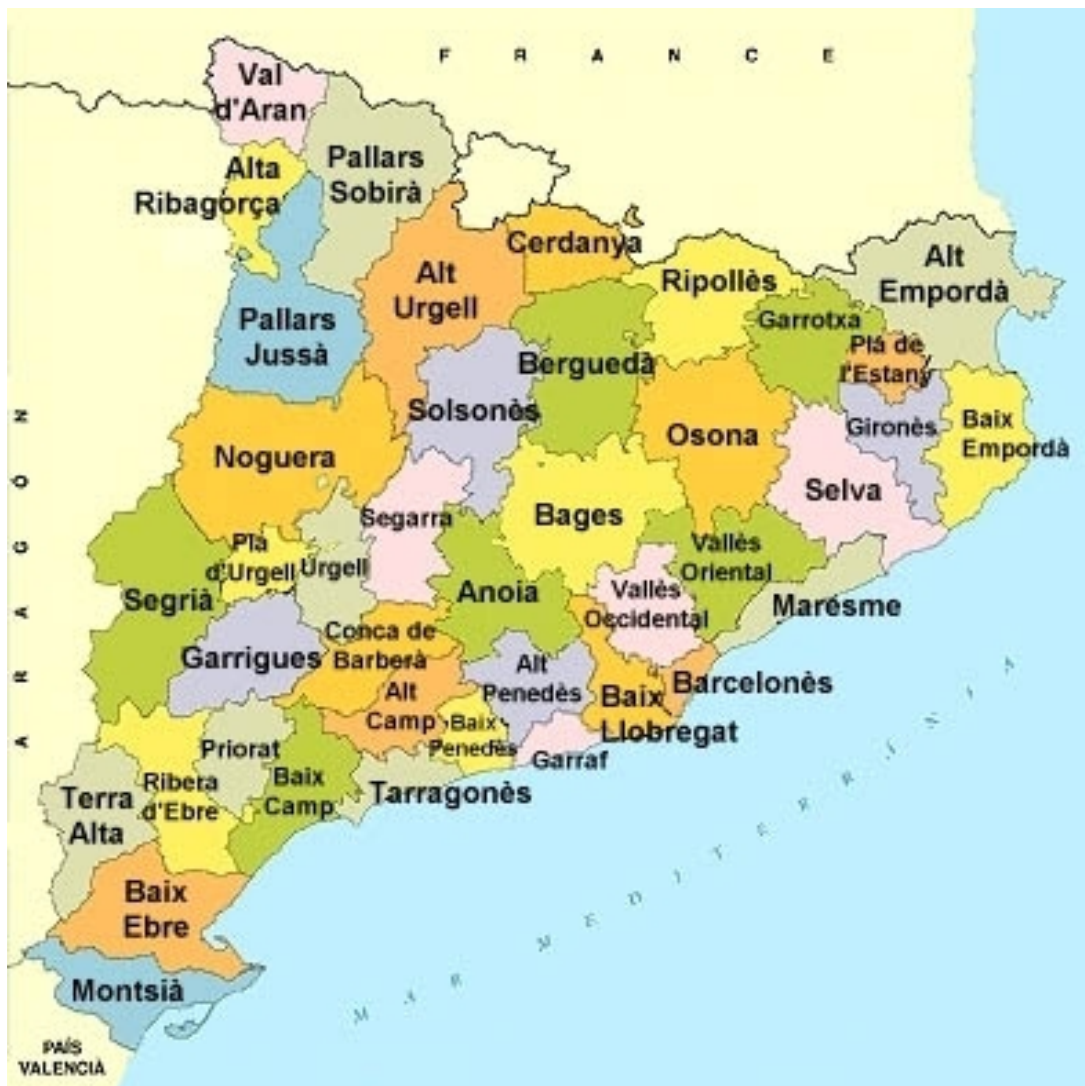 F R A N C E
Val
d'Aran
Pallars
Sobirà
Alta
Ribagorça
Cerdanya
Alt
Empordà
Alt
Urgell
Ripollès
Pallars
Jussà
Garrotxa
Plá de
l'Estany
Berguedà
Solsonès
Gironès
Baix
Empordà
Osona
Noguera
Selva
Segarra
Bages
Plà
d'Urgell
Urgell
Vallès
Oriental
Segrià
Anoia
Vallès
Occidental
Maresme
Conca de
Barberà
Garrigues
Alt
Penedès
Barcelonès
Alt
Camp
Baix
Llobregat
Baix
Penedès
Garraf
Priorat
Ribera
d'Ebre
Baix
Camp
Tarragonès
Terra
Alta
Baix
Ebre
Montsià
A R A G Ó N
M A R M E D I T E R R À N I A
PAÍS
VALENCIÀ